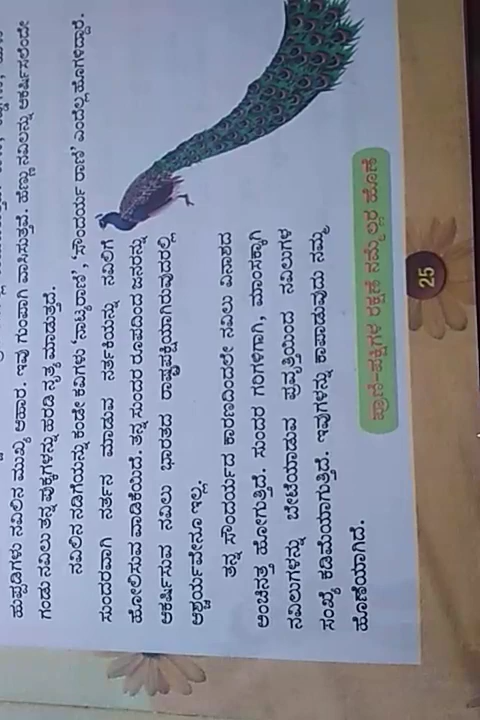 ಹುಪ್ಪಡಿಗಳು ನವಿಲಿನ ಮುಖ್ಯ ಆಹಾರ. ಇವು ಗುಂಪಾಗಿ ವಾಸಿಸುತ್ತವೆ. ಹೆಣ್ಣು ನವಿಲನ್ನು ಆಕರ್ಷಿಸಲೆಂದೇ
ಗಂಡು ನವಿಲು ತನ್ನ ಪುಕ್ಕಗಳನ್ನು ಹರಡಿ ನೃತ್ಯ ಮಾಡುತ್ತದೆ.
ನವಿಲಿನ ನಡಿಗೆಯನ್ನು ಕಂಡೇ ಕವಿಗಳು 'ನಾಟ್ಯರಾಣಿ', 'ಸೌಂದರ್ಯ ರಾಣಿ' ಎಂದೆಲ್ಲ ಹೊಗಳಿದ್ದಾರೆ.
ಸುಂದರವಾಗಿ ನರ್ತನ ಮಾಡುವ ನರ್ತಕಿಯನ್ನು ನವಿಲಿಗೆ
ಹೋಲಿಸುವ ವಾಡಿಕೆಯಿದೆ. ತನ್ನ ಸುಂದರ ರೂಪದಿಂದ ಜನರನ್ನು
ಆಕರ್ಷಿಸುವ ನವಿಲು ಭಾರತದ ರಾಷ್ಟ್ರಪಕ್ಷಿಯಾಗಿರುವುದರಲ್ಲಿ
ಆಶ್ಚರ್ಯವೇನೂ ಇಲ್ಲ.
ತನ್ನ ಸೌಂದರ್ಯದ ಕಾರಣದಿಂದಲೇ ನವಿಲು ವಿನಾಶದ
ಅಂಚಿನತ್ತ ಹೋಗುತ್ತಿದೆ. ಸುಂದರ ಗರಿಗಳಿಗಾಗಿ, ಮಾಂಸಕ್ಕಾಗಿ
ನವಿಲುಗಳನ್ನು ಬೇಟೆಯಾಡುವ ಪ್ರವೃತ್ತಿಯಿಂದ ನವಿಲುಗಳ
ಸಂಖ್ಯೆ ಕಡಿಮೆಯಾಗುತ್ತಿದೆ. ಇವುಗಳನ್ನು ಕಾಪಾಡುವುದು ನಮ್ಮ
ಹೊಣೆಯಾಗಿದೆ.
ಪ್ರಾಣಿ-ಪಕ್ಷಿಗಳ ರಕ್ಷಣೆ ನಮ್ಮೆಲ್ಲರ ಹೊಣೆ
25